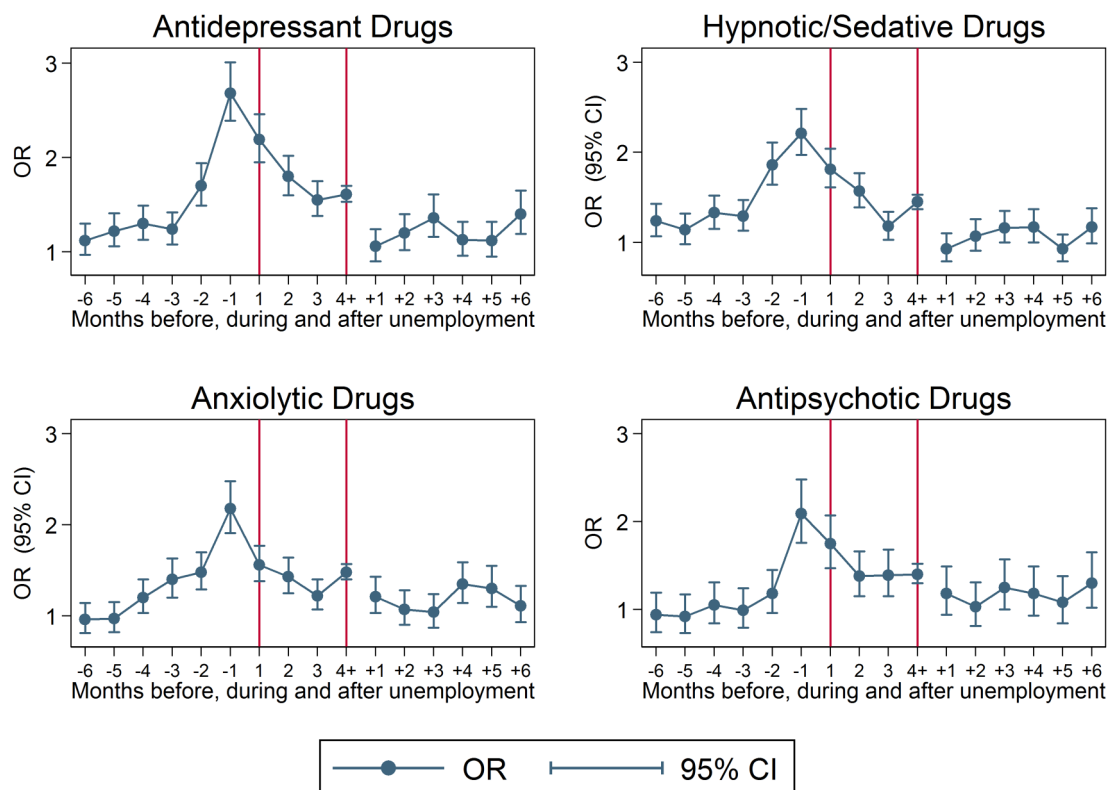 Antidepressant Drugs
OR
3
2
1
-6 -5 -4 -3 -2 -1 1 2 3 4+ +1 +2 +3 +4 +5 +6
Months before, during and after unemployment
Hypnotic/Sedative Drugs
OR (95% CI)
3
2
1
-6 -5 -4 -3 -2 -1 1 2 3 4+ +1 +2 +3 +4 +5 +6
Months before, during and after unemployment
Anxiolytic Drugs
OR (95% CI)
3
2
1
-6 -5 -4 -3 -2 -1 1 2 3 4+ +1 +2 +3 +4 +5 +6
Months before, during and after unemployment
Antipsychotic Drugs
OR
3
2
1
-6 -5 -4 -3 -2 -1 1 2 3 4+ +1 +2 +3 +4 +5 +6
Months before, during and after unemployment
OR 95% CI